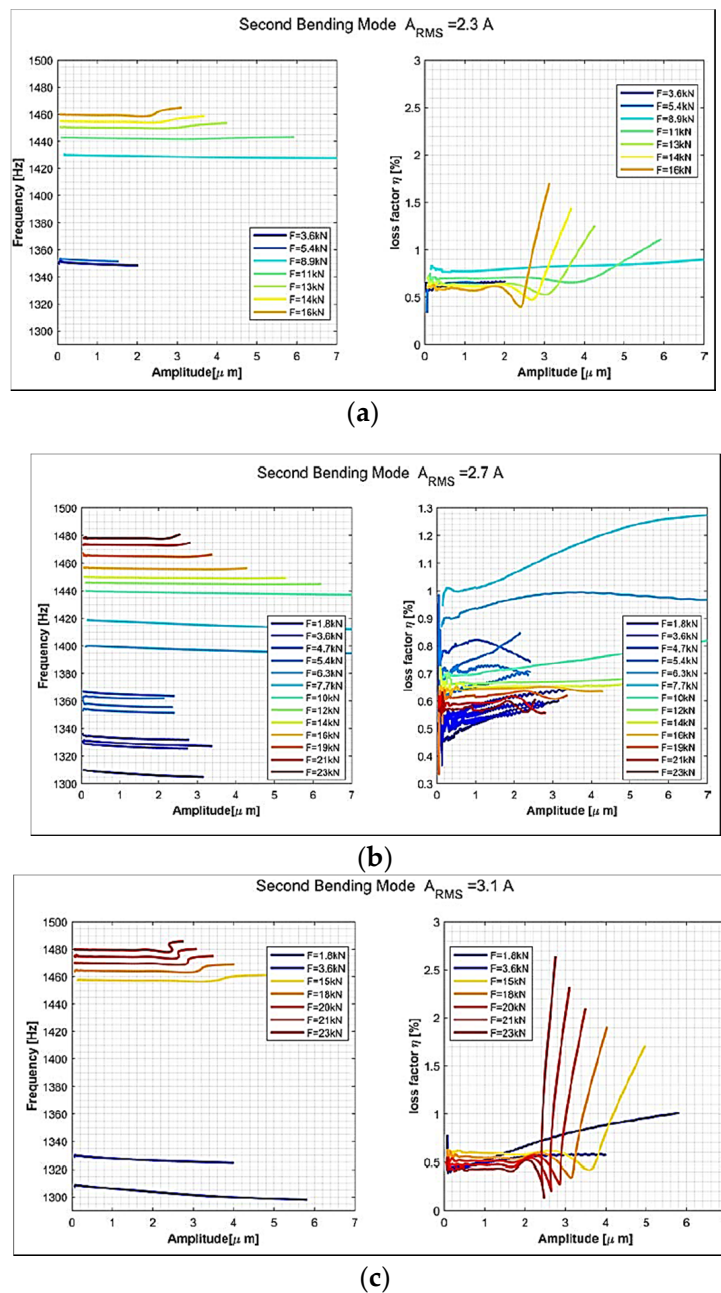 Second Bending Mode A_RMS =2.3 A
1500
1460
1440
1420
1400
1380
1360
1340
1320
1300
Frequency [Hz]
F=3.6kN
F=5.4kN
F=8.9kN
F=11kN
F=13kN
F=14kN
F=16kN
0 1 2 3 4 5 6 7
Amplitude[μ m]
3
2.5
2
1.5
1
0.5
0
loss factor η [%]
F=3.6kN
F=5.4kN
F=8.9kN
F=11kN
F=13kN
F=14kN
F=16kN
0 1 2 3 4 5 6 7
Amplitude [μ m]
(a)
Second Bending Mode A_RMS =2.7 A
1500
1480
1460
1440
1420
1400
1380
1360
1340
1320
1300
Frequency [Hz]
F=1.8kN
F=3.6kN
F=4.7kN
F=5.4kN
F=6.3kN
F=7.7kN
F=10kN
F=12kN
F=14kN
F=16kN
F=19kN
F=21kN
F=23kN
0 1 2 3 4 5 6 7
Amplitude[μ m]
1.3
1.2
1.1
1
0.9
0.8
0.7
0.6
0.5
0.4
0.3
loss factor η [%]
F=1.8kN
F=3.6kN
F=4.7kN
F=5.4kN
F=6.3kN
F=7.7kN
F=10kN
F=12kN
F=14kN
F=16kN
F=19kN
F=21kN
F=23kN
0 1 2 3 4 5 6 7
Amplitude [μ m]
(b)
Second Bending Mode A_RMS =3.1 A
1500
1480
1460
1440
1420
1400
1380
1360
1340
1320
1300
Frequency [Hz]
F=1.8kN
F=3.6kN
F=15kN
F=18kN
F=20kN
F=21kN
F=23kN
0 1 2 3 4 5 6 7
Amplitude[μ m]
3
2.5
2
1.5
1
0.5
0
loss factor η [%]
F=1.8kN
F=3.6kN
F=15kN
F=18kN
F=20kN
F=21kN
F=23kN
0 1 2 3 4 5 6
Amplitude [μ m]
(c)